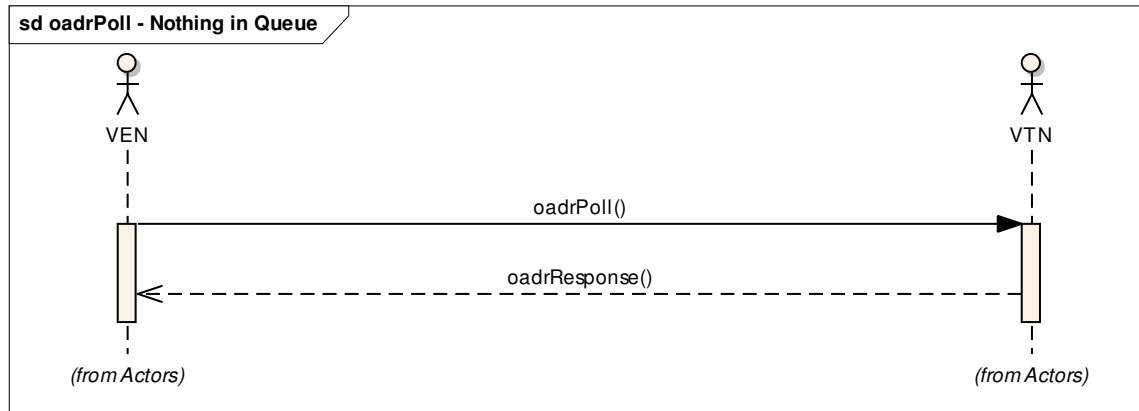 sd oadrPoll - Nothing in Queue
VEN
VTN
oadrPoll()
oadrResponse()
(from Actors)
(from Actors)